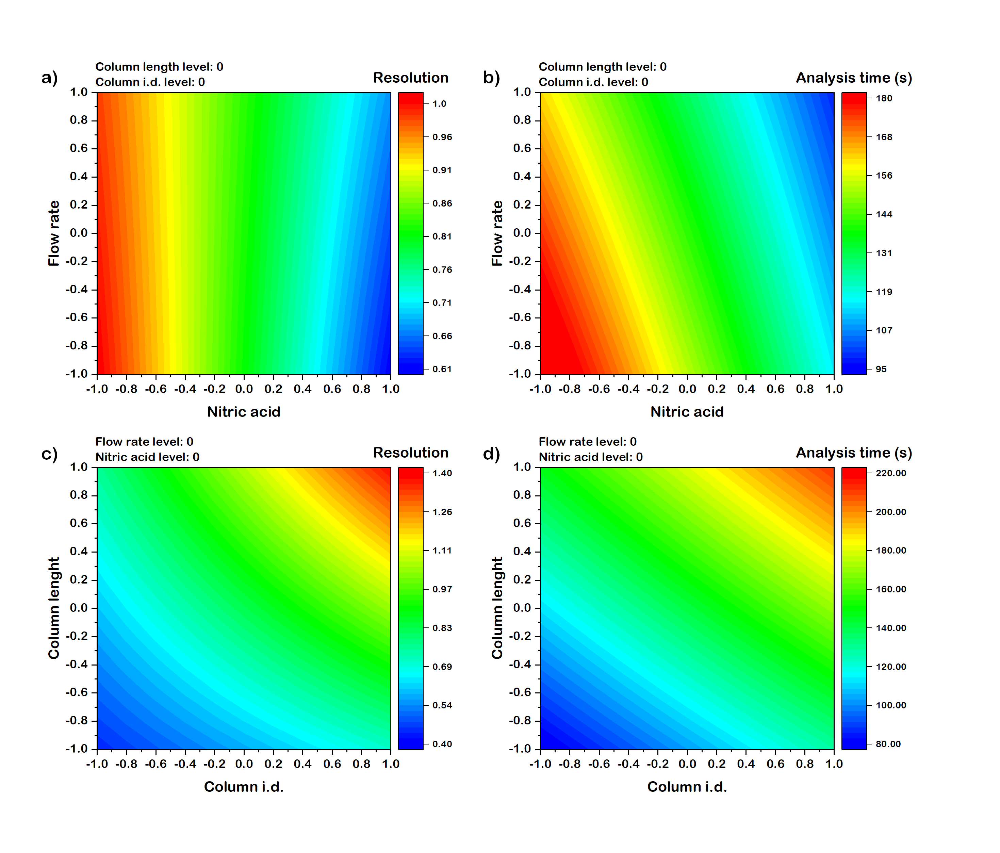 a)
Column length level: 0
Column i.d. level: 0
Resolution
1.0
0.8
0.6
0.4
0.2
0.0
-0.2
-0.4
-0.6
-0.8
-1.0
Flow rate
-1.0 -0.8 -0.6 -0.4 -0.2 0.0 0.2 0.4 0.6 0.8 1.0
Nitric acid
1.0
0.96
0.91
0.86
0.81
0.76
0.71
0.66
0.61
b)
Column length level: 0
Column i.d. level: 0
Analysis time (s)
1.0
0.8
0.6
0.4
0.2
0.0
-0.2
-0.4
-0.6
-0.8
-1.0
Flow rate
-1.0 -0.8 -0.6 -0.4 -0.2 0.0 0.2 0.4 0.6 0.8 1.0
Nitric acid
180
168
156
144
131
119
107
95
c)
Flow rate level: 0
Nitric acid level: 0
Resolution
1.0
0.8
0.6
0.4
0.2
0.0
-0.2
-0.4
-0.6
-0.8
-1.0
Column lenght
-1.0 -0.8 -0.6 -0.4 -0.2 0.0 0.2 0.4 0.6 0.8 1.0
Column i.d.
1.40
1.26
1.11
0.97
0.83
0.69
0.54
0.40
d)
Flow rate level: 0
Nitric acid level: 0
Analysis time (s)
1.0
0.8
0.6
0.4
0.2
0.0
-0.2
-0.4
-0.6
-0.8
-1.0
Column lenght
-1.0 -0.8 -0.6 -0.4 -0.2 0.0 0.2 0.4 0.6 0.8 1.0
Column i.d.
220.00
200.00
180.00
160.00
140.00
120.00
100.00
80.00